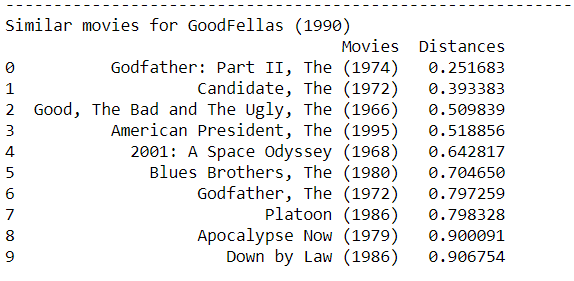 ------------------------------------------------------------
Similar movies for GoodFellas (1990)
Movies Distances
0 Godfather: Part II, The (1974) 0.251683
1 Candidate, The (1972) 0.393383
2 Good, The Bad and The Ugly, The (1966) 0.509839
3 American President, The (1995) 0.518856
4 2001: A Space Odyssey (1968) 0.642817
5 Blues Brothers, The (1980) 0.704650
6 Godfather, The (1972) 0.797259
7 Platoon (1986) 0.798328
8 Apocalypse Now (1979) 0.900091
9 Down by Law (1986) 0.906754